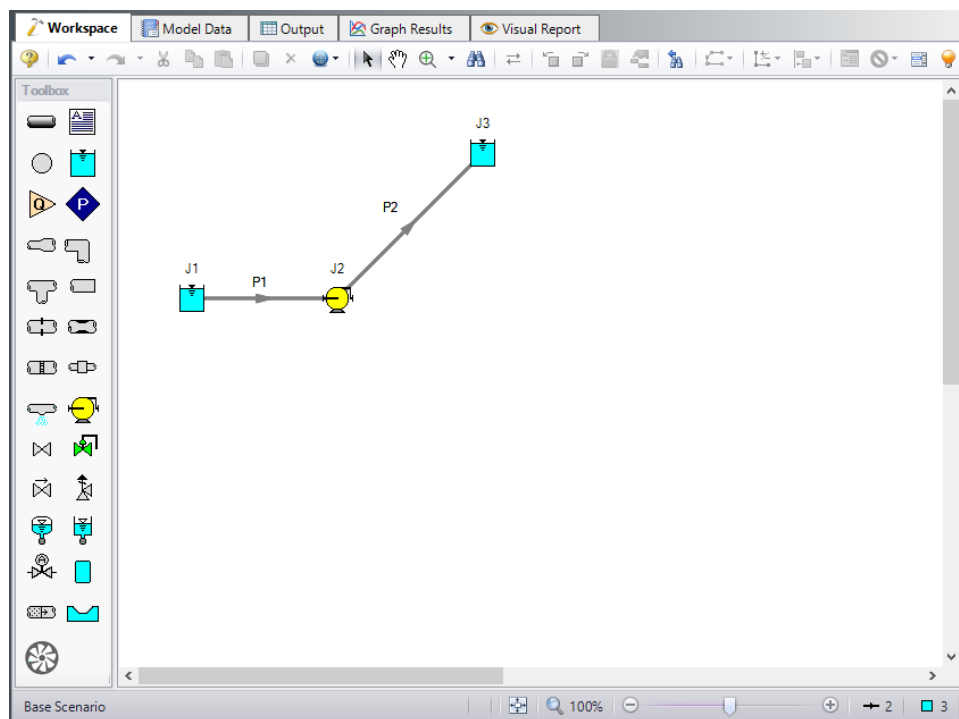 Workspace Model Data Output Graph Results Visual Report
Toolbox
A
J3
Q P
P2
J1 J2
P1
A
Base Scenario 100% 2 3